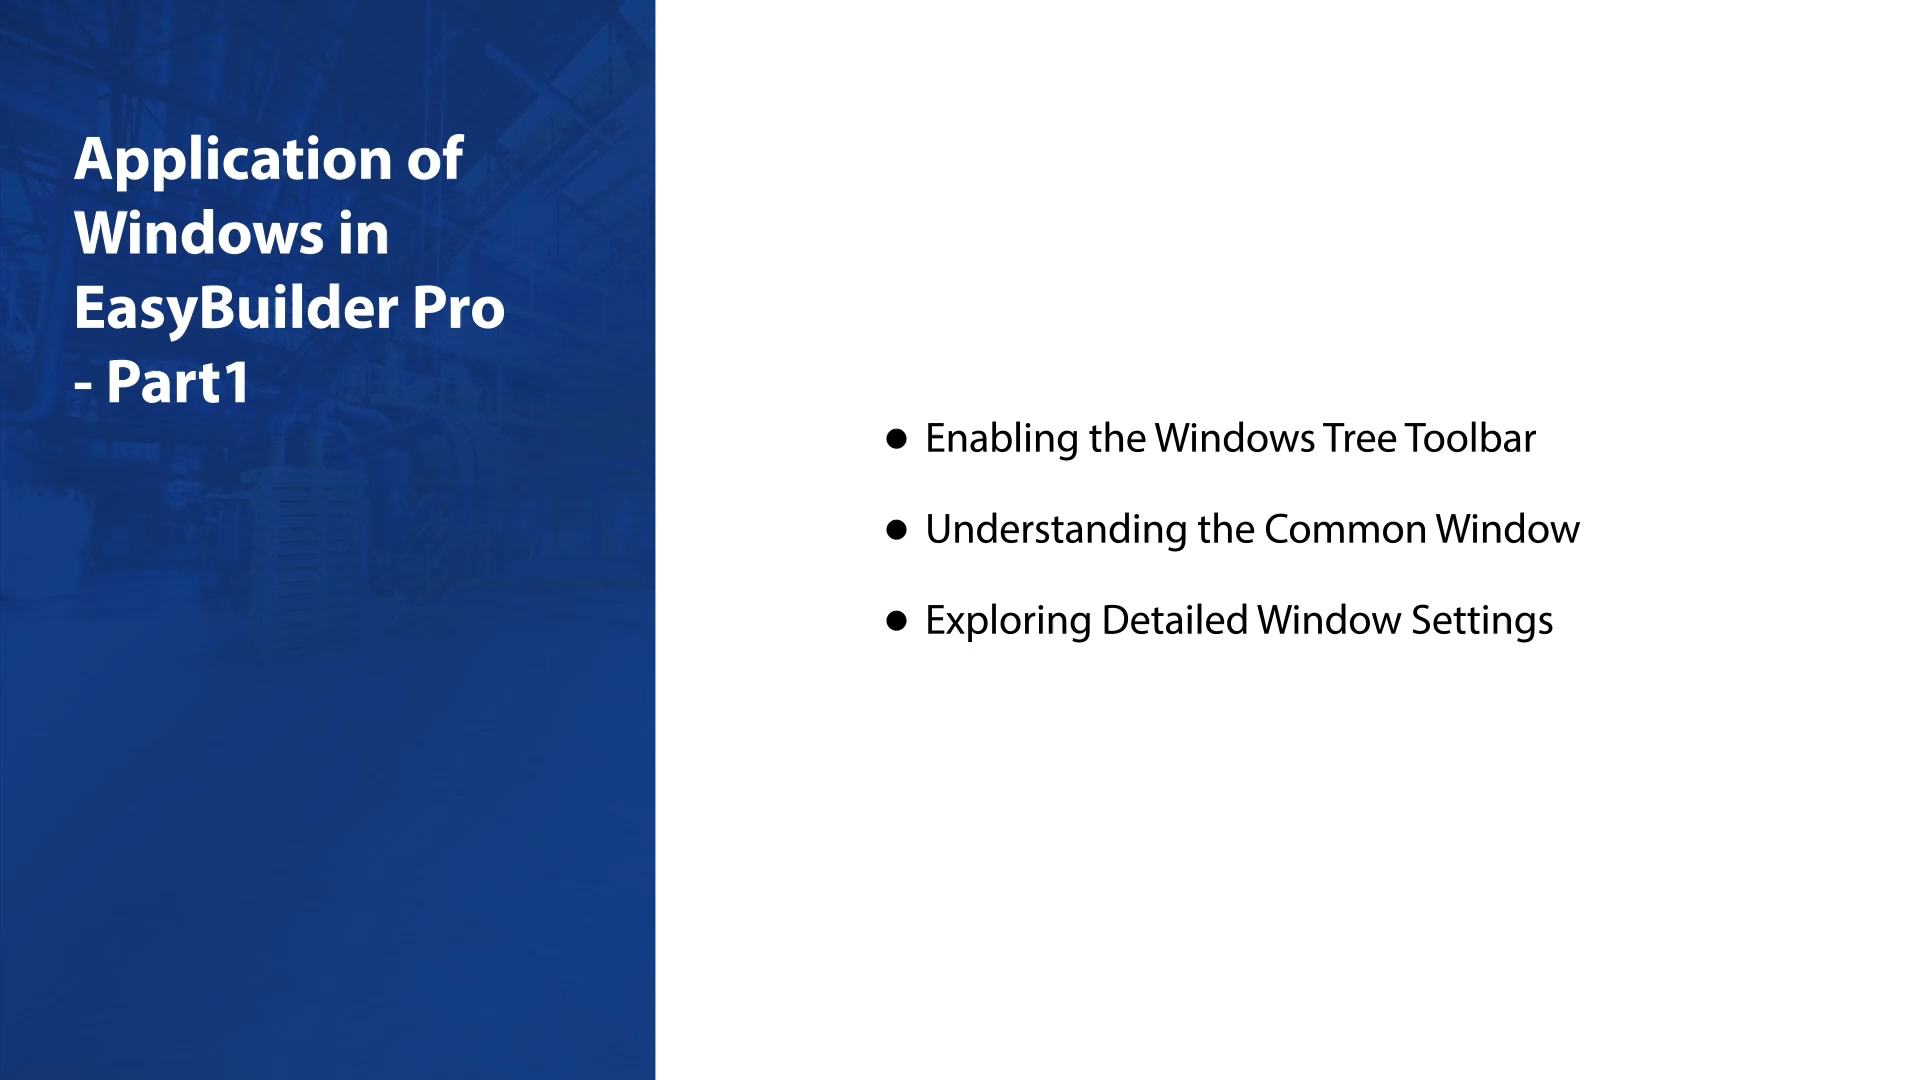 Application of
Windows in
EasyBuilder Pro
- Part1
● Enabling the Windows Tree Toolbar
● Understanding the Common Window
● Exploring Detailed Window Settings